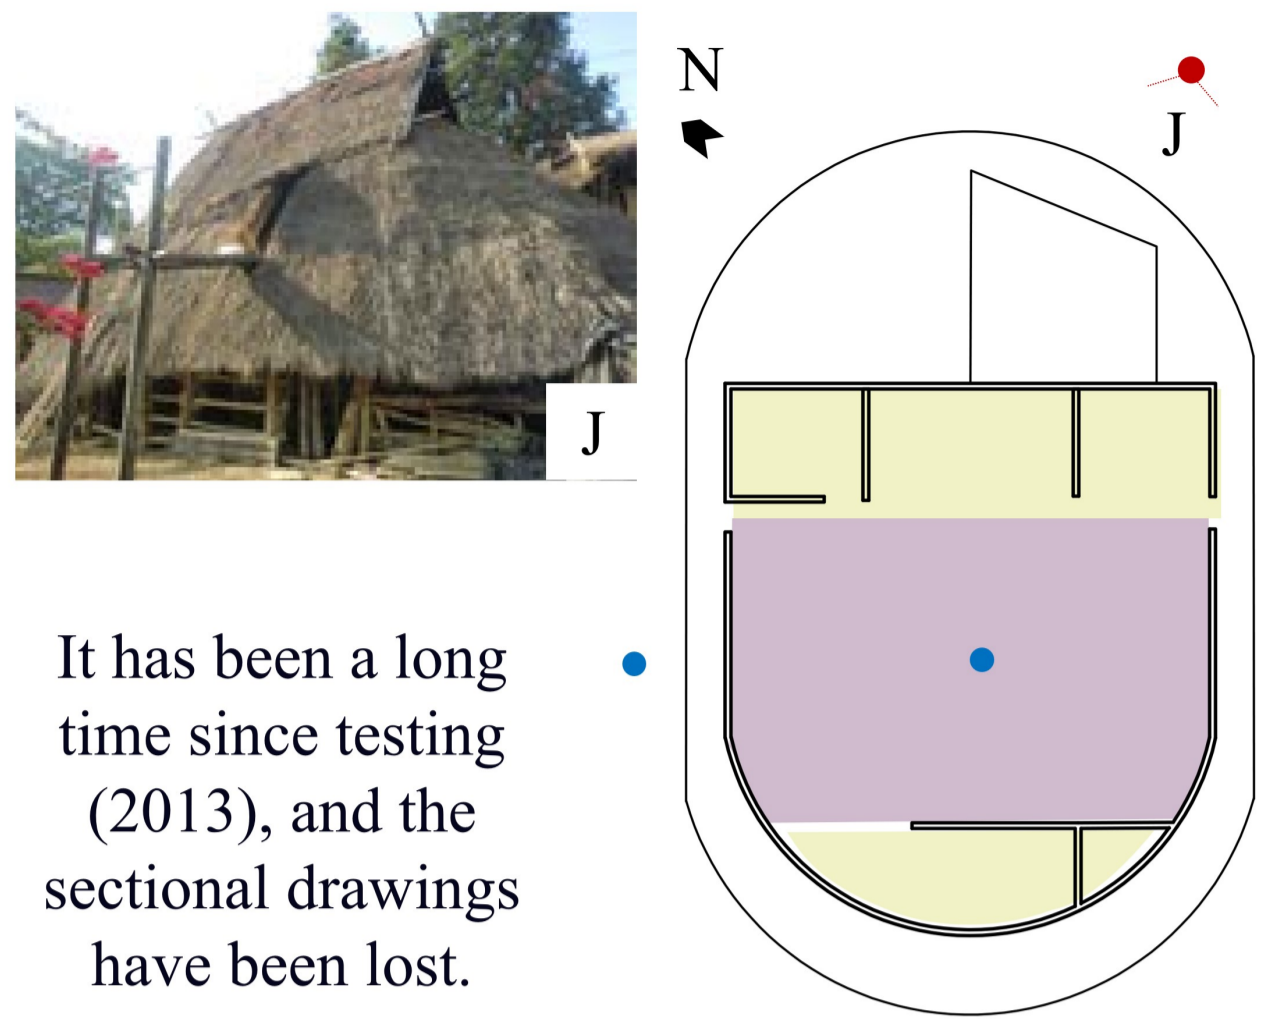 N
J
J
It has been a long
time since testing
(2013), and the
sectional drawings
have been lost.